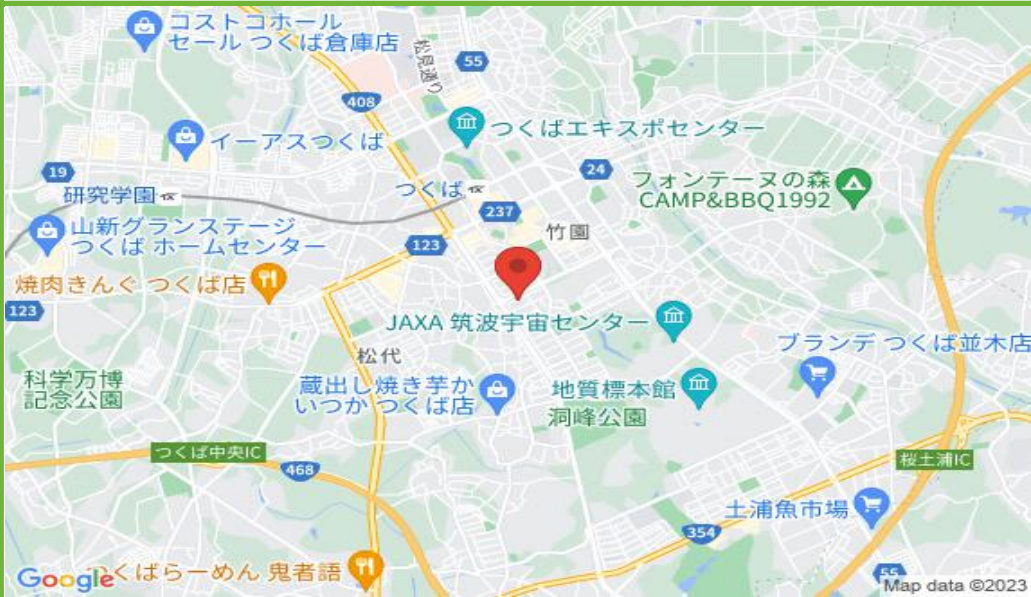 コストコホール
セール つくば倉庫店
松見通り
55
408
つくばエキスポセンター
イーアスつくば
19
24
研究学園
つくば
フォンテーヌの森
CAMP&BBQ1992
237
山新グランステージ
つくば ホームセンター
竹園
123
焼肉きんぐ つくば店
123
JAXA 筑波宇宙センター
ブランデ つくば並木店
松代
科学万博
記念公園
蔵出し焼き芋か
いつか つくば店
地質標本館
洞峰公園
つくば中央IC
468
桜土浦IC
土浦魚市場
354
Google
くばらーめん 鬼者語
55
Map data ©2023